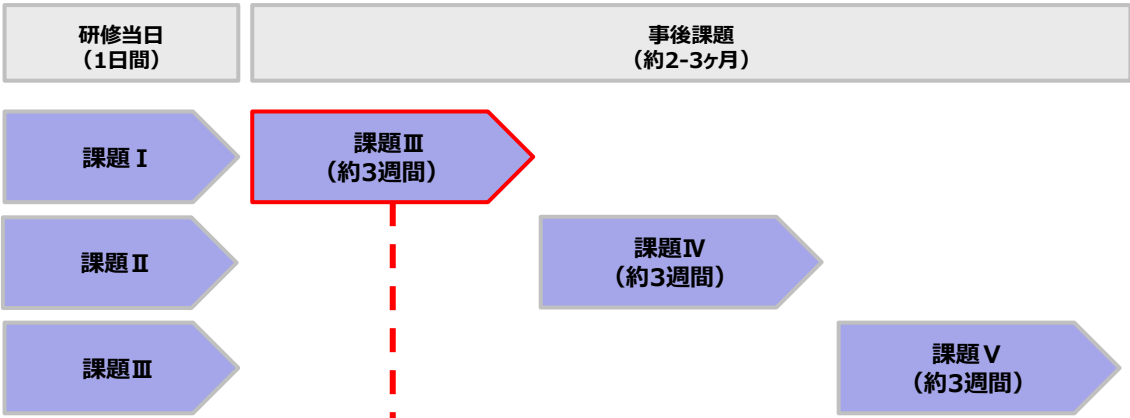 研修当日
（1日間）
事後課題
（約2-3ヶ月）
課題Ⅰ
課題Ⅲ
（約3週間）
課題Ⅱ
課題Ⅳ
（約3週間）
課題Ⅲ
課題Ⅴ
（約3週間）